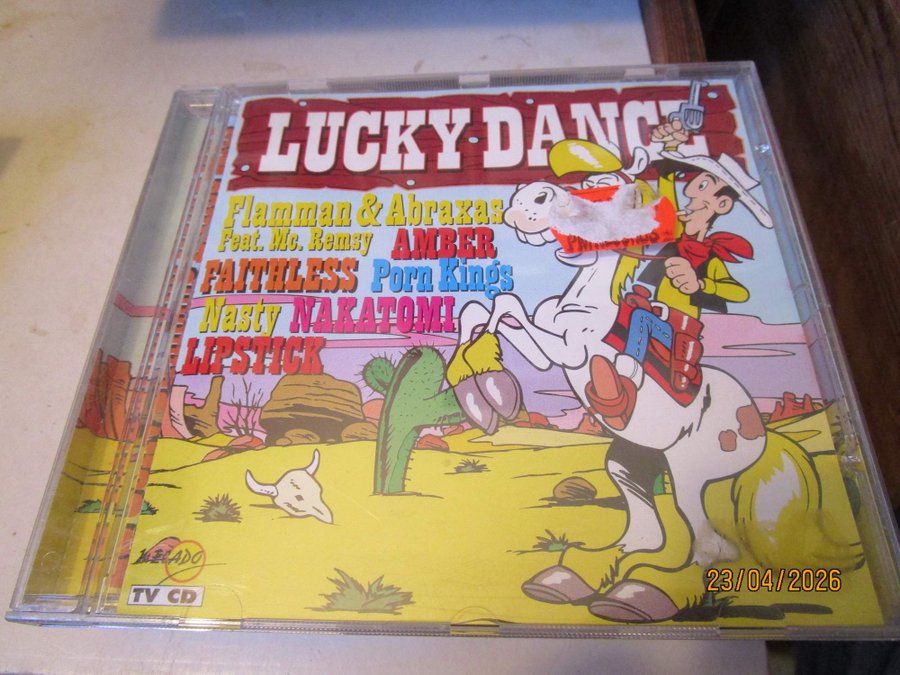 LUCKY DANCE
Flamman & Abraxas
Feat. Mc. Remsy AMBER
FAITHLESS Porn Kings
Nasty NAKATOMI
LIPSTICK
TV CD
23/04/2026